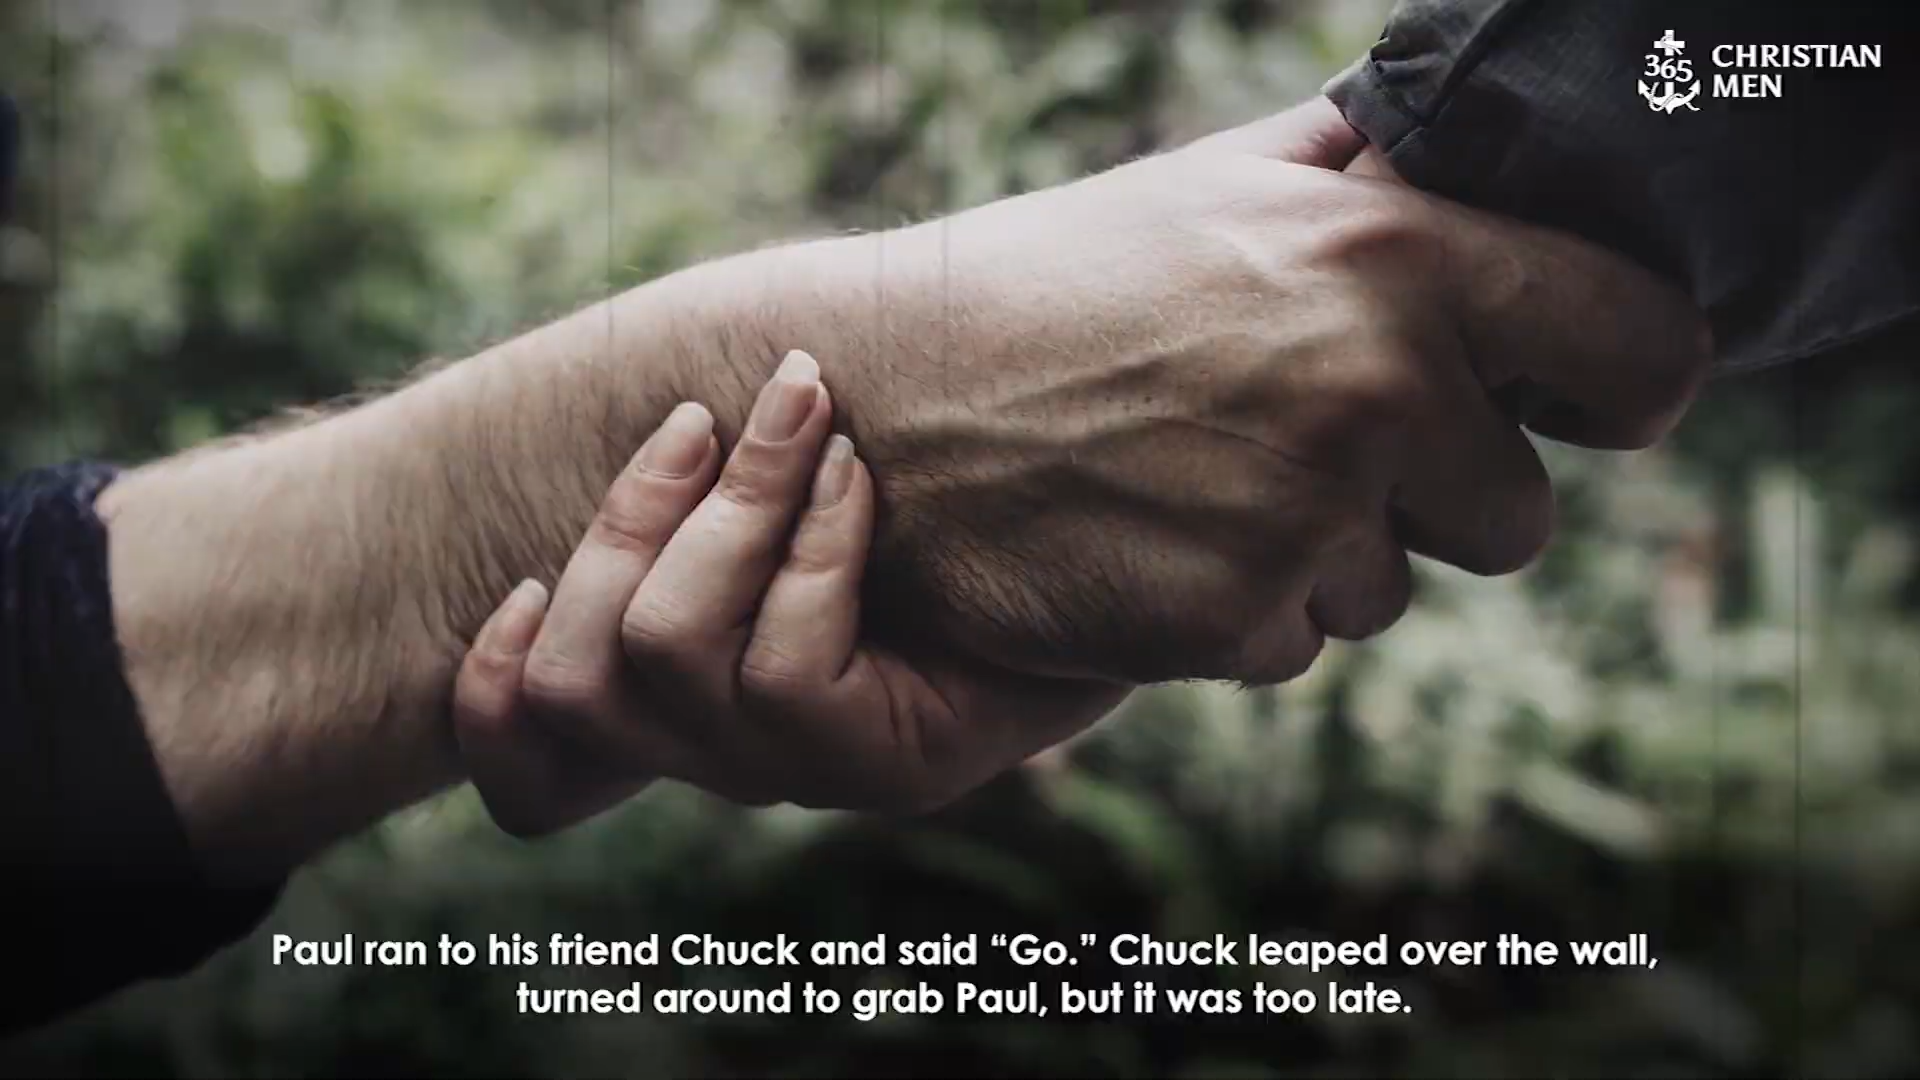 365
CHRISTIAN
MEN
Paul ran to his friend Chuck and said “Go.” Chuck leaped over the wall,
turned around to grab Paul, but it was too late.